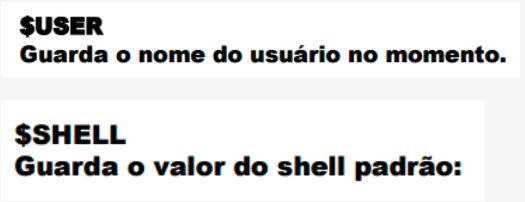 $USER
Guarda o nome do usuário no momento.
$SHELL
Guarda o valor do shell padrão: